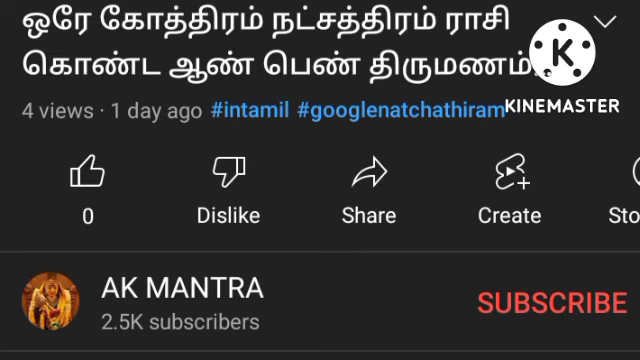 ஒரே கோத்திரம் நட்சத்திரம் ராசி
கொண்ட ஆண் பெண் திருமணம்..
4 views · 1 day ago #intamil #googlenatchathiram
K
KINEMASTER
0
Dislike
Share
Create
Sto
AK MANTRA
2.5K subscribers
SUBSCRIBE